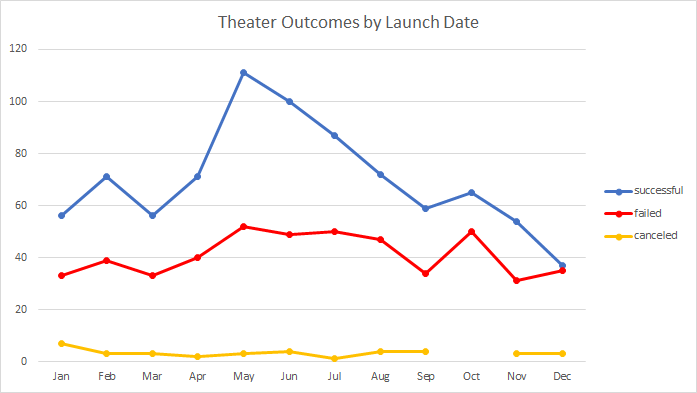 Theater Outcomes by Launch Date
120
100
80
60
40
20
0
Jan Feb Mar Apr May Jun Jul Aug Sep Oct Nov Dec
successful
failed
canceled